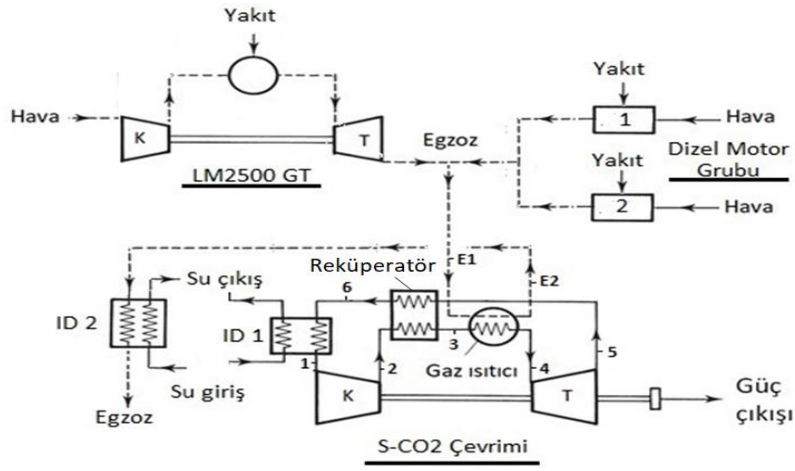 Yakıt
Hava
K
T
LM2500 GT
Egzoz
Yakıt
1
Hava
Yakıt
Dizel Motor
Grubu
2
Hava
E1
E2
Reküperatör
Su çıkış
6
ID 2
ID 1
3
Gaz ısıtıcı
1
2
4
5
Su giriş
Egzoz
K
T
Güç
çıkışı
S-CO2 Çevrimi